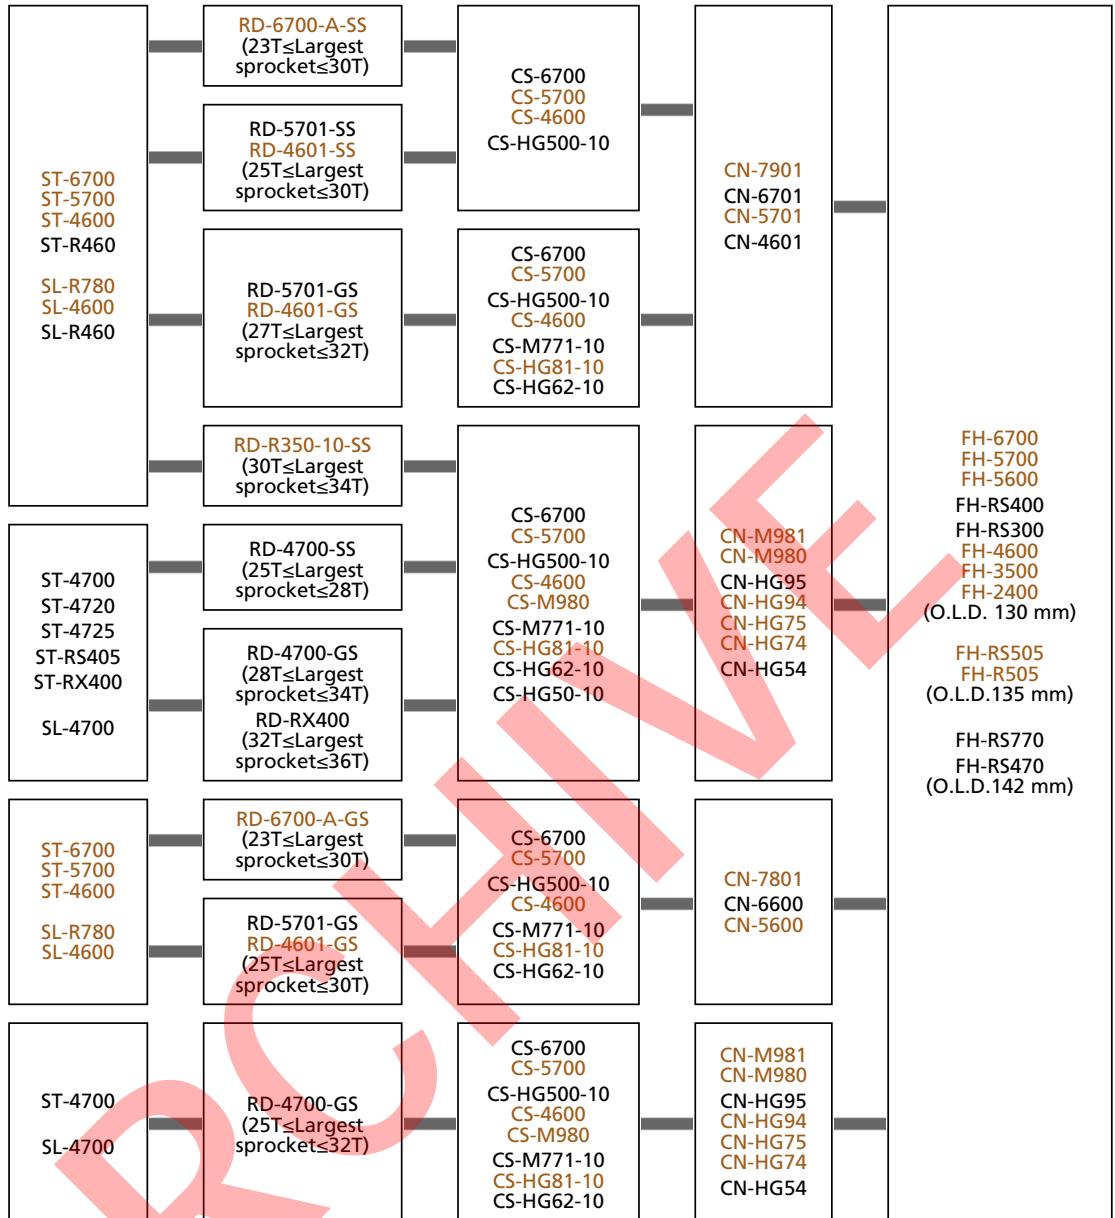 ST-6700
ST-5700
ST-4600
ST-R460
SL-R780
SL-4600
SL-R460
RD-6700-A-SS
(23T≤Largest
sprocket≤30T)
RD-5701-SS
RD-4601-SS
(25T≤Largest
sprocket≤30T)
CS-6700
CS-5700
CS-4600
CS-HG500-10
RD-5701-GS
RD-4601-GS
(27T≤Largest
sprocket≤32T)
CS-6700
CS-5700
CS-HG500-10
CS-4600
CS-M771-10
CS-HG81-10
CS-HG62-10
CN-7901
CN-6701
CN-5701
CN-4601
RD-R350-10-SS
(30T≤Largest
sprocket≤34T)
ST-4700
ST-4720
ST-4725
ST-RS405
ST-RX400
SL-4700
RD-4700-SS
(25T≤Largest
sprocket≤28T)
RD-4700-GS
(28T≤Largest
sprocket≤34T)
RD-RX400
(32T≤Largest
sprocket≤36T)
CS-6700
CS-5700
CS-HG500-10
CS-4600
CS-M980
CS-M771-10
CS-HG81-10
CS-HG62-10
CS-HG50-10
CN-M981
CN-M980
CN-HG95
CN-HG94
CN-HG75
CN-HG74
CN-HG54
FH-6700
FH-5700
FH-5600
FH-RS400
FH-RS300
FH-4600
FH-3500
FH-2400
(O.L.D. 130 mm)
FH-RS505
FH-R505
(O.L.D.135 mm)
FH-RS770
FH-RS470
(O.L.D.142 mm)
ST-6700
ST-5700
ST-4600
SL-R780
SL-4600
RD-6700-A-GS
(23T≤Largest
sprocket≤30T)
RD-5701-GS
RD-4601-GS
(25T≤Largest
sprocket≤30T)
CS-6700
CS-5700
CS-HG500-10
CS-4600
CS-M771-10
CS-HG81-10
CS-HG62-10
CN-7801
CN-6600
CN-5600
ST-4700
SL-4700
RD-4700-GS
(25T≤Largest
sprocket≤32T)
CS-6700
CS-5700
CS-HG500-10
CS-4600
CS-M980
CS-M771-10
CS-HG81-10
CS-HG62-10
CN-M981
CN-M980
CN-HG95
CN-HG94
CN-HG75
CN-HG74
CN-HG54
RCHIVE